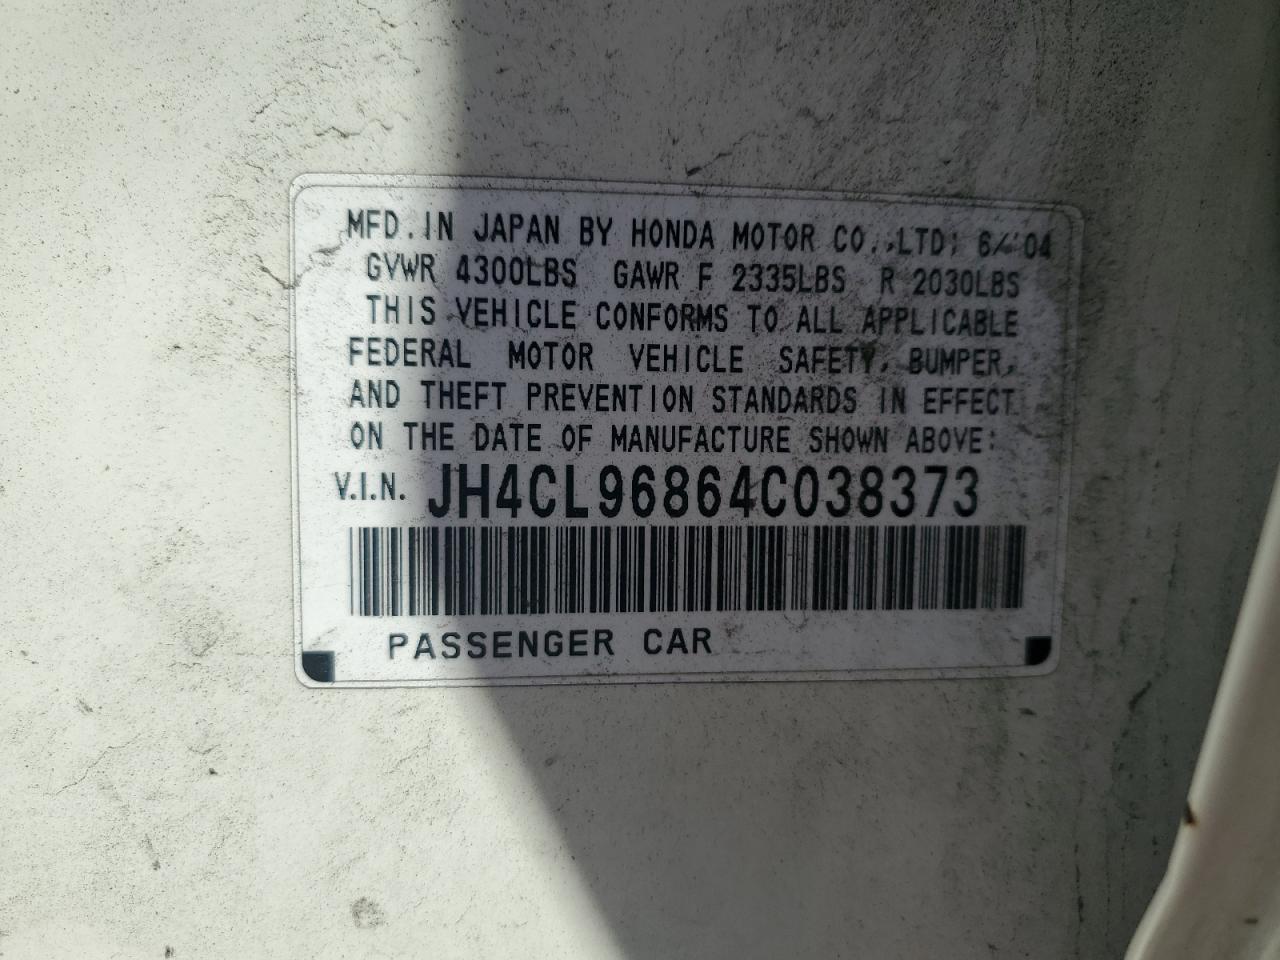 MFD. IN JAPAN BY HONDA MOTOR CO., LTD; 6/'04
GVWR 4300LBS GAWR F 2335LBS R 2030LBS
THIS VEHICLE CONFORMS TO ALL APPLICABLE
FEDERAL MOTOR VEHICLE SAFETY, BUMPER,
AND THEFT PREVENTION STANDARDS IN EFFECT
ON THE DATE OF MANUFACTURE SHOWN ABOVE:
V.I.N. JH4CL96864C038373
PASSENGER CAR